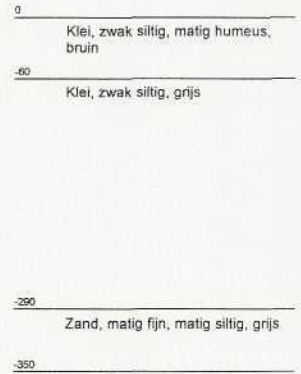 0
Klei, zwak siltig, matig humeus,
bruin
-60
Klei, zwak siltig, grijs
-290
Zand, matig fijn, matig siltig, grijs
-350